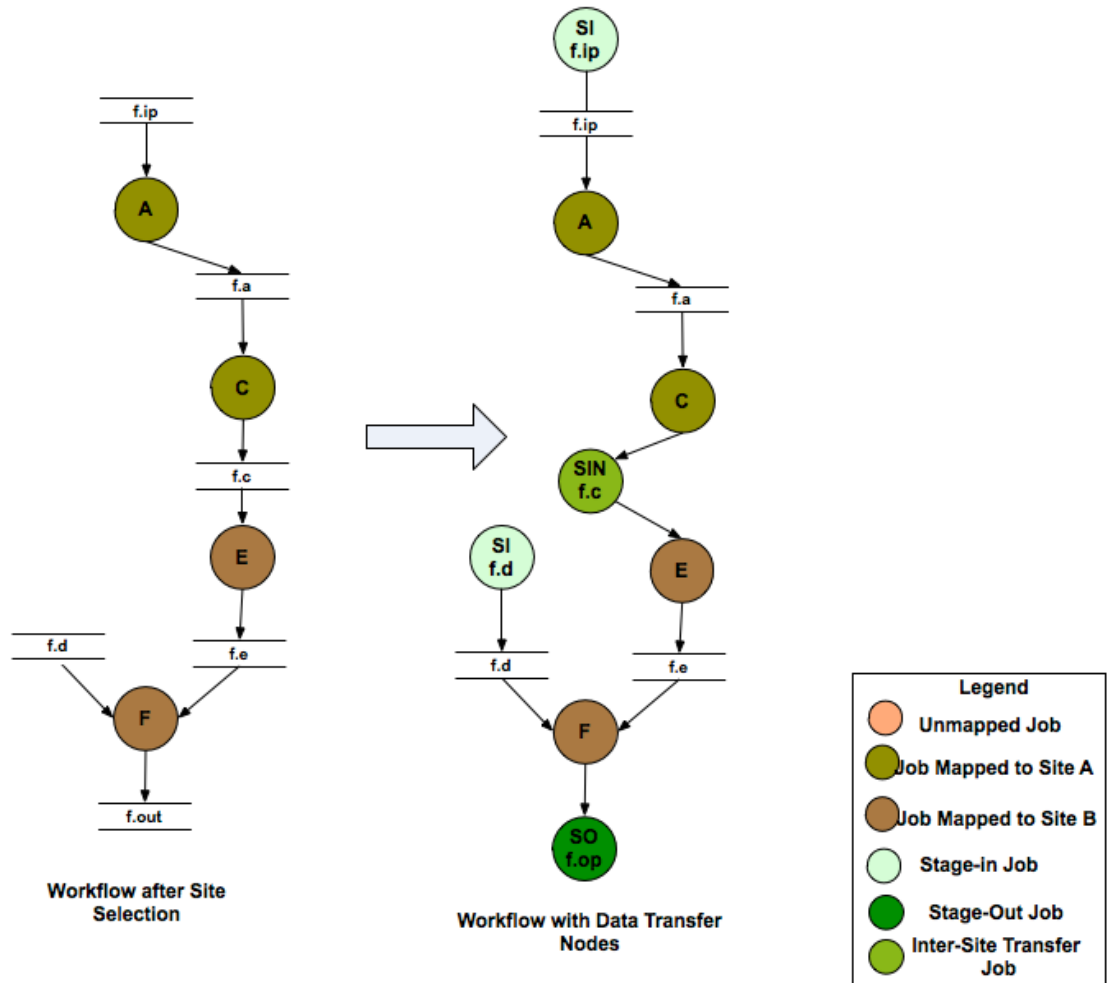 f.ip
A
f.a
C
f.c
E
f.d
f.e
F
f.out
Workflow after Site
Selection
SI
f.ip
f.ip
A
f.a
C
SIN
f.c
SI
f.d
E
f.d
f.e
F
SO
f.op
Workflow with Data Transfer
Nodes
Legend
Unmapped Job
Job Mapped to Site A
Job Mapped to Site B
Stage-in Job
Stage-Out Job
Inter-Site Transfer
Job